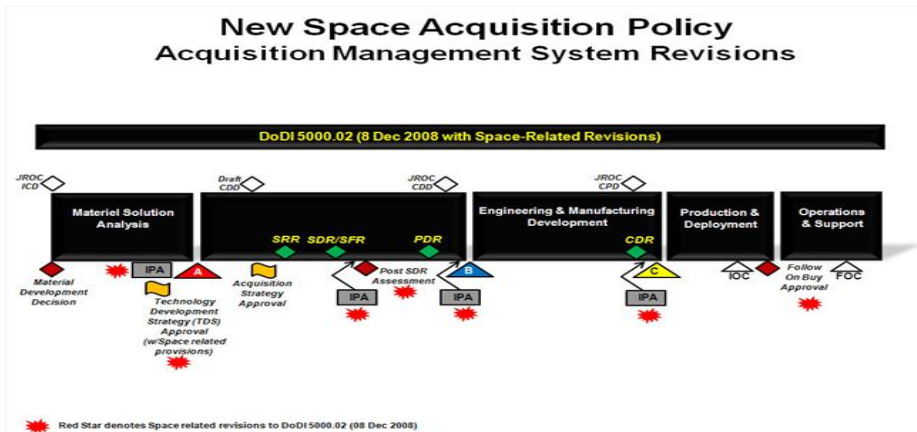 New Space Acquisition Policy
Acquisition Management System Revisions
DoDI 5000.02 (8 Dec 2008 with Space-Related Revisions)
JROC
ICD
Draft
CDD
JROC
CDD
JROC
CPD
Materiel Solution
Analysis
Engineering & Manufacturing
Development
Production &
Deployment
Operations
& Support
SRR
SDR/SFR
PDR
CDR
Material
Development
Decision
IPA
A
Technology
Development
Strategy (TDS)
Approval
(w/Space related
provisions)
Acquisition
Strategy
Approval
IPA
Post SDR
Assessment
B
IPA
C
IPA
IOC
Follow
On Buy
Approval
FOC
Red Star denotes Space related revisions to DoDI 5000.02 (08 Dec 2008)